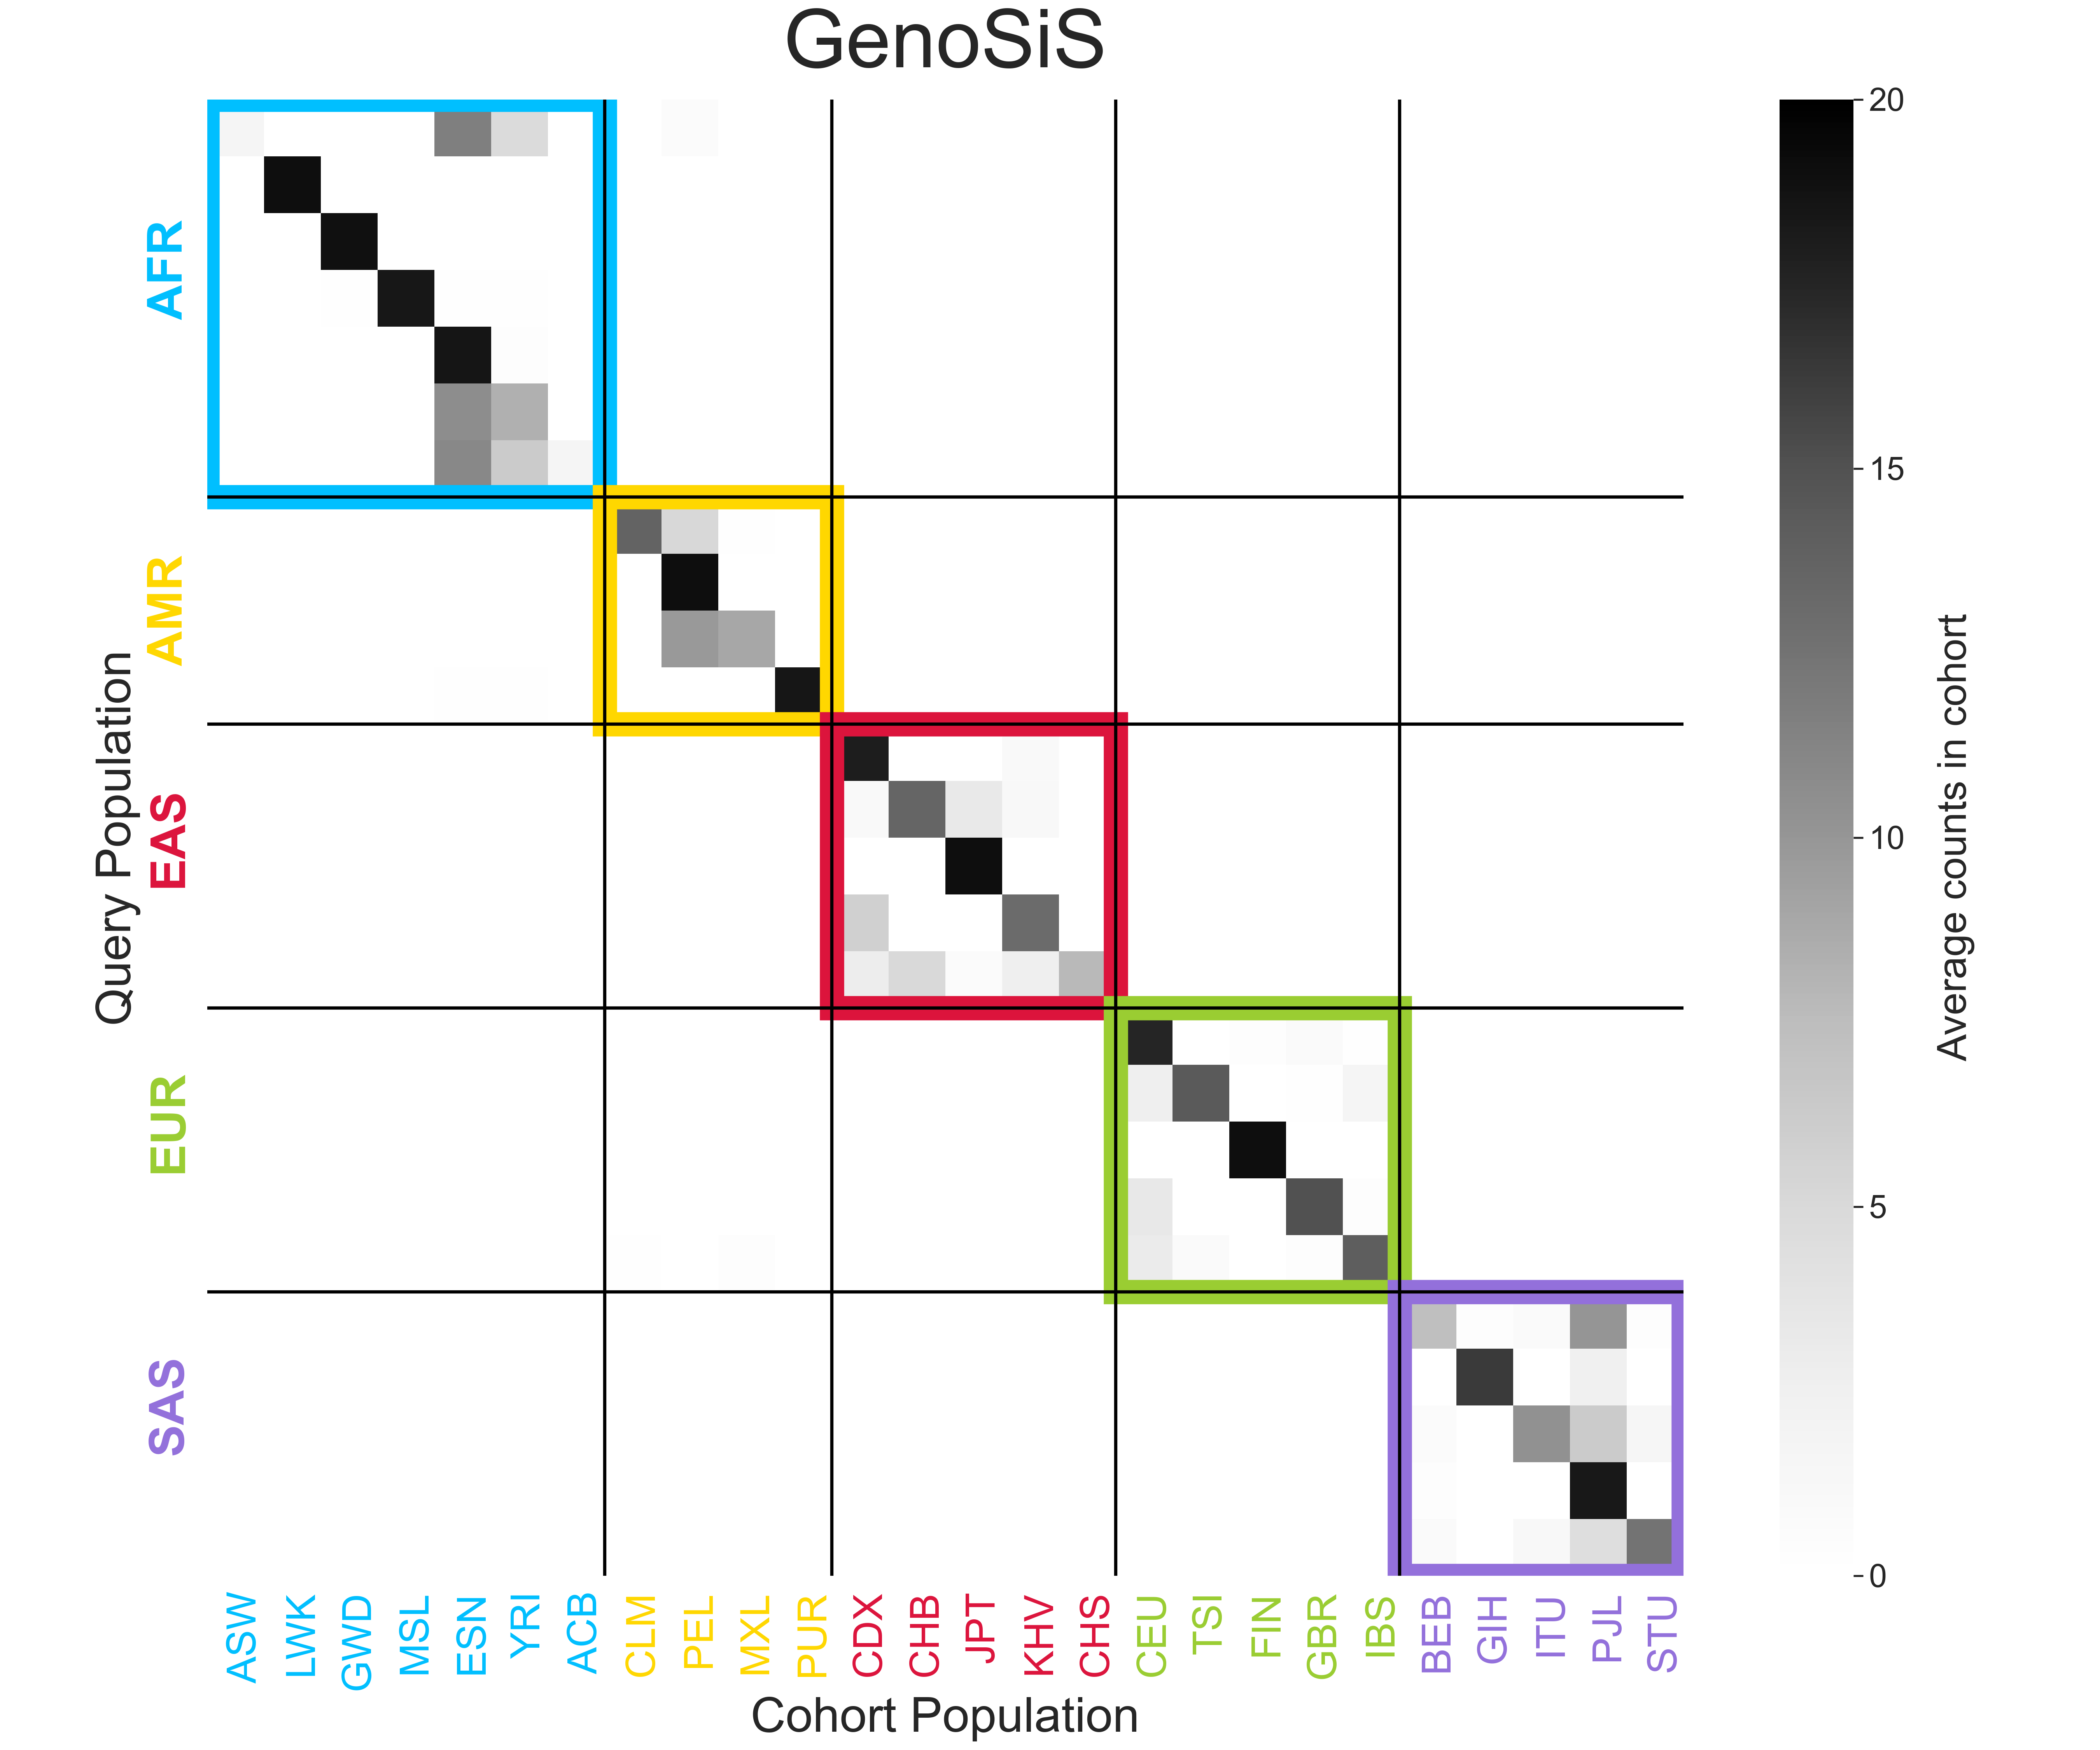 GenoSiS
Query Population
AFR
AMR
EAS
EUR
SAS
20
15
10
5
0
Average counts in cohort
ASW
LWK
GWD
MSL
ESN
YRI
ACB
CLM
PEL
MXL
PUR
CDX
CHB
JPT
KHV
CHS
CEU
TSI
FIN
GBR
IBS
BEB
GIH
ITU
PJL
STU
Cohort Population